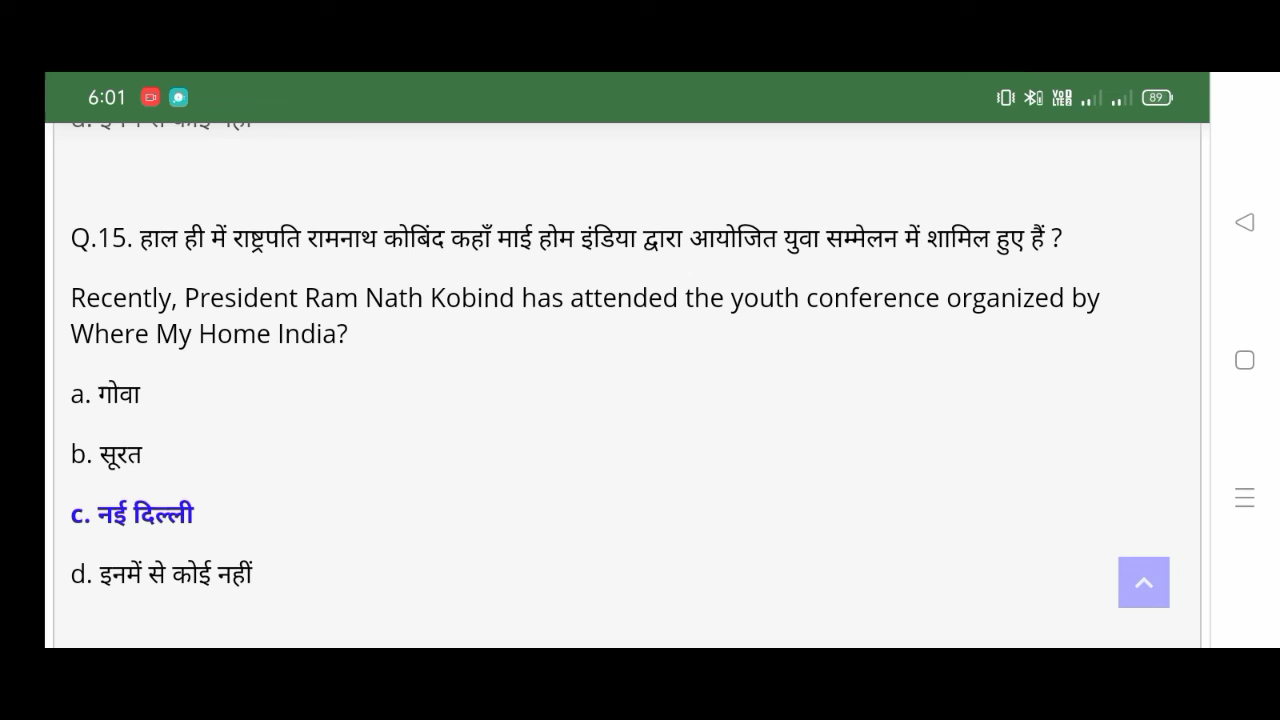 6:01
89
Q.15. हाल ही में राष्ट्रपति रामनाथ कोबिंद कहाँ माई होम इंडिया द्वारा आयोजित युवा सम्मेलन में शामिल हुए हैं ?
Recently, President Ram Nath Kobind has attended the youth conference organized by
Where My Home India?
a. गोवा
b. सूरत
c. नई दिल्ली
d. इनमें से कोई नहीं